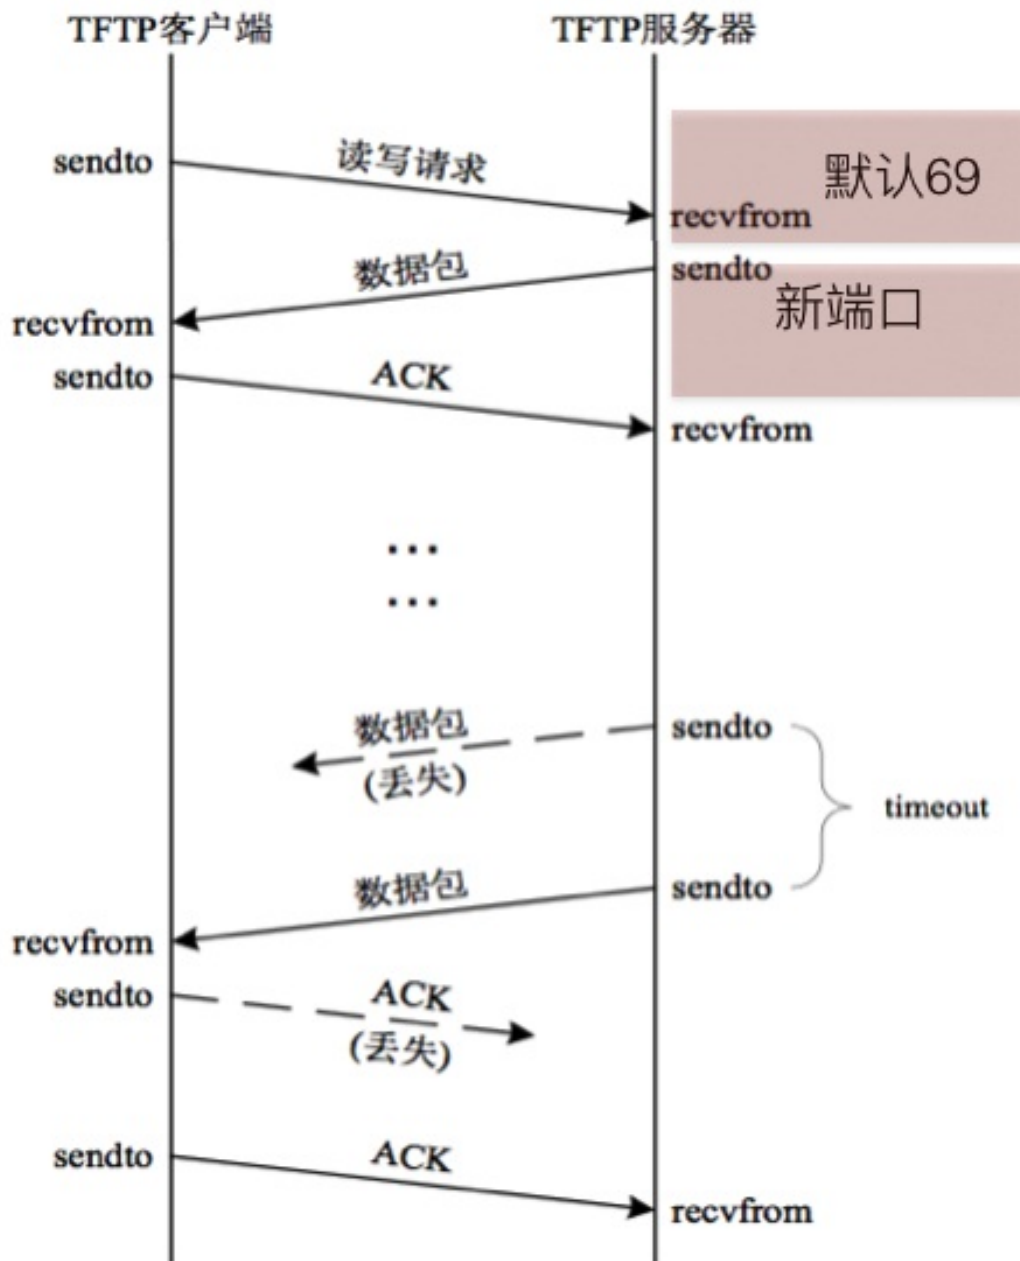 TFTP客户端
TFTP服务器
sendto
读写请求
默认69
recvfrom
数据包
sendto
新端口
recvfrom
sendto
ACK
recvfrom
...
...
数据包
sendto
(丢失)
timeout
数据包
sendto
recvfrom
sendto
ACK
(丢失)
sendto
ACK
recvfrom